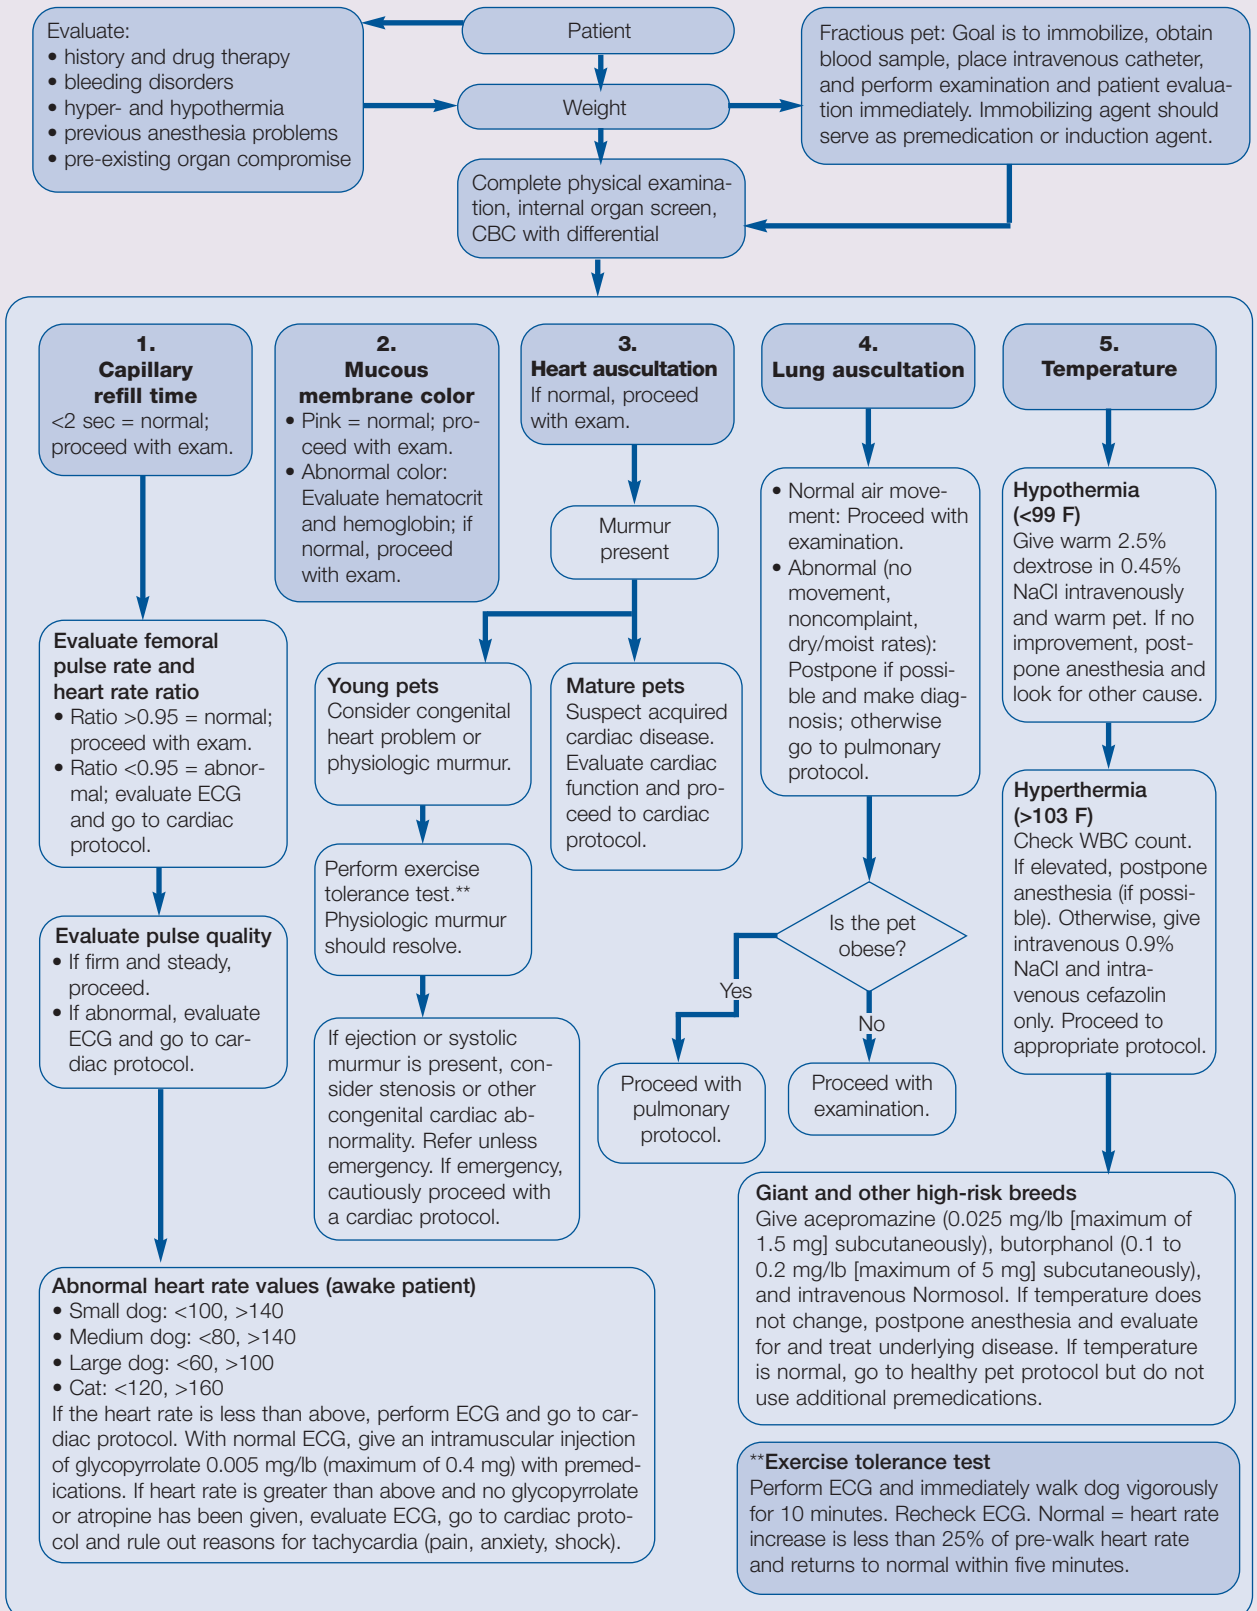 Evaluate:
• history and drug therapy
• bleeding disorders
• hyper- and hypothermia
• previous anesthesia problems
• pre-existing organ compromise
Patient
Weight
Fractious pet: Goal is to immobilize, obtain
blood sample, place intravenous catheter,
and perform examination and patient evalua-
tion immediately. Immobilizing agent should
serve as premedication or induction agent.
Complete physical examina-
tion, internal organ screen,
CBC with differential
1.
Capillary
refill time
<2 sec = normal;
proceed with exam.
Evaluate femoral
pulse rate and
heart rate ratio
• Ratio >0.95 = normal;
proceed with exam.
• Ratio <0.95 = abnor-
mal; evaluate ECG
and go to cardiac
protocol.
Evaluate pulse quality
• If firm and steady,
proceed.
• If abnormal, evaluate
ECG and go to car-
diac protocol.
Abnormal heart rate values (awake patient)
• Small dog: <100, >140
• Medium dog: <80, >140
• Large dog: <60, >100
• Cat: <120, >160
If the heart rate is less than above, perform ECG and go to car-
diac protocol. With normal ECG, give an intramuscular injection
of glycopyrrolate 0.005 mg/lb (maximum of 0.4 mg) with premed-
ications. If heart rate is greater than above and no glycopyrrolate
or atropine has been given, evaluate ECG, go to cardiac proto-
col and rule out reasons for tachycardia (pain, anxiety, shock).
2.
Mucous
membrane color
• Pink = normal; pro-
ceed with exam.
• Abnormal color:
Evaluate hematocrit
and hemoglobin; if
normal, proceed
with exam.
3.
Heart auscultation
If normal, proceed
with exam.
Murmur
present
Young pets
Consider congenital
heart problem or
physiologic murmur.
Perform exercise
tolerance test.**
Physiologic murmur
should resolve.
If ejection or systolic
murmur is present, con-
sider stenosis or other
congenital cardiac ab-
normality. Refer unless
emergency. If emergency,
cautiously proceed with
a cardiac protocol.
Mature pets
Suspect acquired
cardiac disease.
Evaluate cardiac
function and pro-
ceed to cardiac
protocol.
4.
Lung auscultation
• Normal air move-
ment: Proceed with
examination.
• Abnormal (no
movement,
noncomplaint,
dry/moist rates):
Postpone if possi-
ble and make diag-
nosis; otherwise
go to pulmonary
protocol.
Is the pet
obese?
Yes
No
Proceed with
pulmonary
protocol.
Proceed with
examination.
5.
Temperature
Hypothermia
(<99 F)
Give warm 2.5%
dextrose in 0.45%
NaCl intravenously
and warm pet. If no
improvement, post-
pone anesthesia and
look for other cause.
Hyperthermia
(>103 F)
Check WBC count.
If elevated, postpone
anesthesia (if possi-
ble). Otherwise, give
intravenous 0.9%
NaCl and intra-
venous cefazolin
only. Proceed to
appropriate protocol.
Giant and other high-risk breeds
Give acepromazine (0.025 mg/lb [maximum of
1.5 mg] subcutaneously), butorphanol (0.1 to
0.2 mg/lb [maximum of 5 mg] subcutaneously),
and intravenous Normosol. If temperature does
not change, postpone anesthesia and evaluate
for and treat underlying disease. If temperature
is normal, go to healthy pet protocol but do not
use additional premedications.
**Exercise tolerance test
Perform ECG and immediately walk dog vigorously
for 10 minutes. Recheck ECG. Normal = heart rate
increase is less than 25% of pre-walk heart rate
and returns to normal within five minutes.